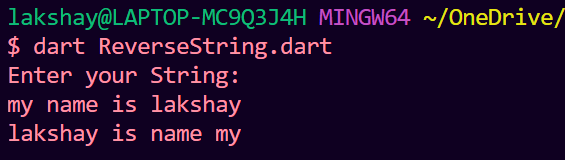 lakshay@LAPTOP-MC9Q3J4H MINGW64 ~/OneDrive/
$ dart ReverseString.dart
Enter your String:
my name is lakshay
lakshay is name my